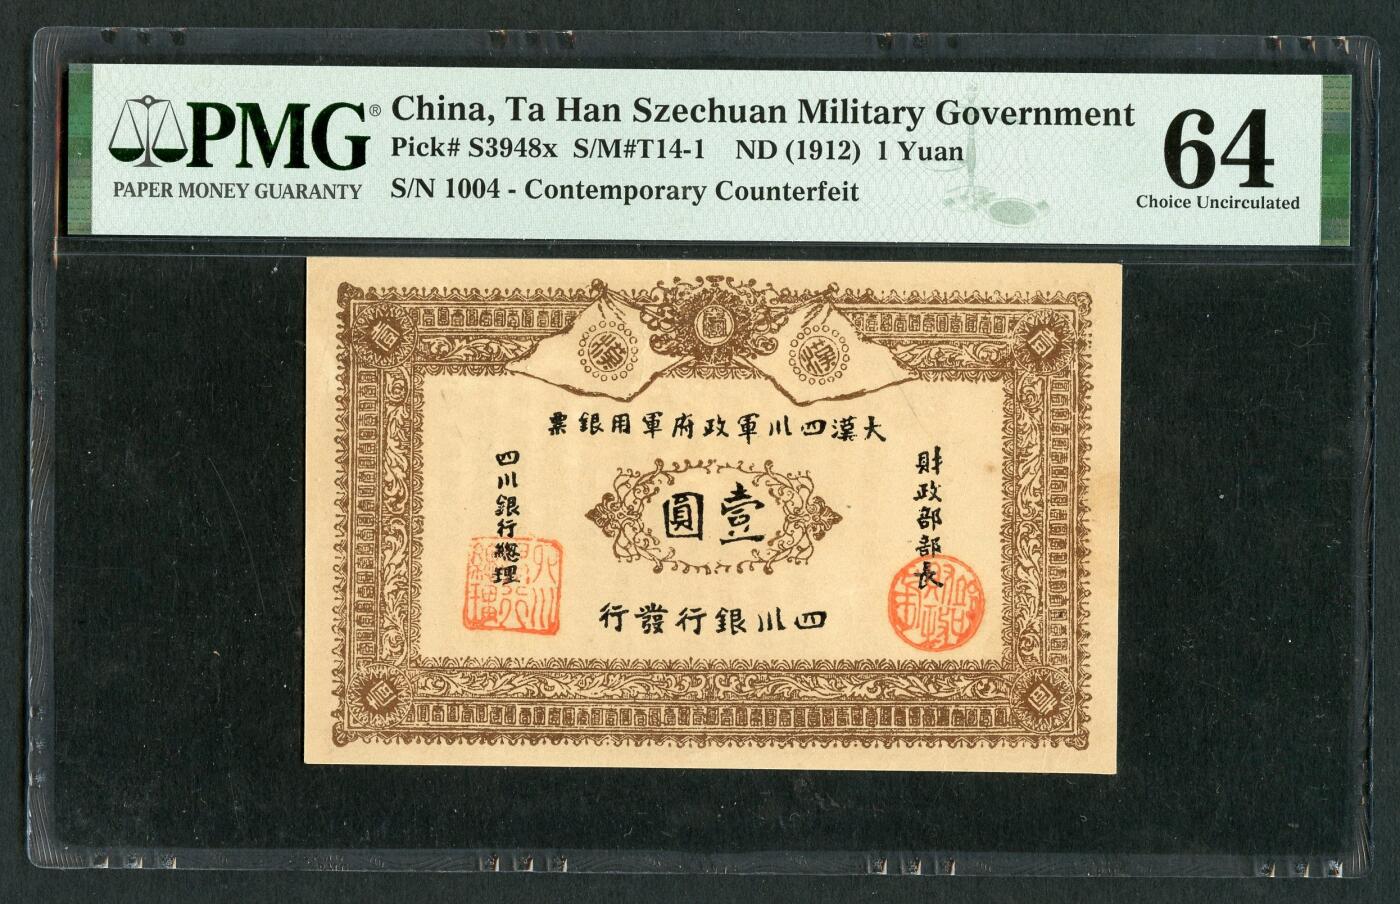 PMG®
PAPER MONEY GUARANTY
China, Ta Han Szechuan Military Government
Pick# S3948x S/M#T14-1 ND (1912) 1 Yuan
S/N 1004 - Contemporary Counterfeit
64
Choice Uncirculated
漢
漢
大漢四川軍政府軍用銀票
財政部部長
壹圓
四川銀行總理
四川銀行發行